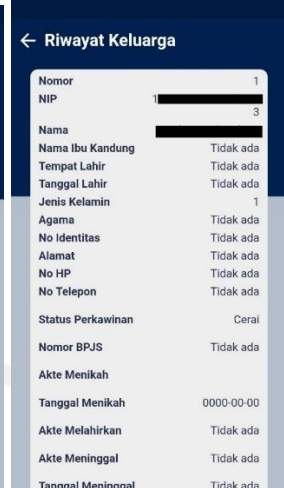 ← Riwayat Keluarga
Nomor 1
NIP 1
3
Nama
Nama Ibu Kandung Tidak ada
Tempat Lahir Tidak ada
Tanggal Lahir Tidak ada
Jenis Kelamin 1
Agama Tidak ada
No Identitas Tidak ada
Alamat Tidak ada
No HP Tidak ada
No Telepon Tidak ada
Status Perkawinan Cerai
Nomor BPJS Tidak ada
Akte Menikah
Tanggal Menikah 0000-00-00
Akte Melahirkan Tidak ada
Akte Meninggal Tidak ada
Tanggal Meninggal Tidak ada